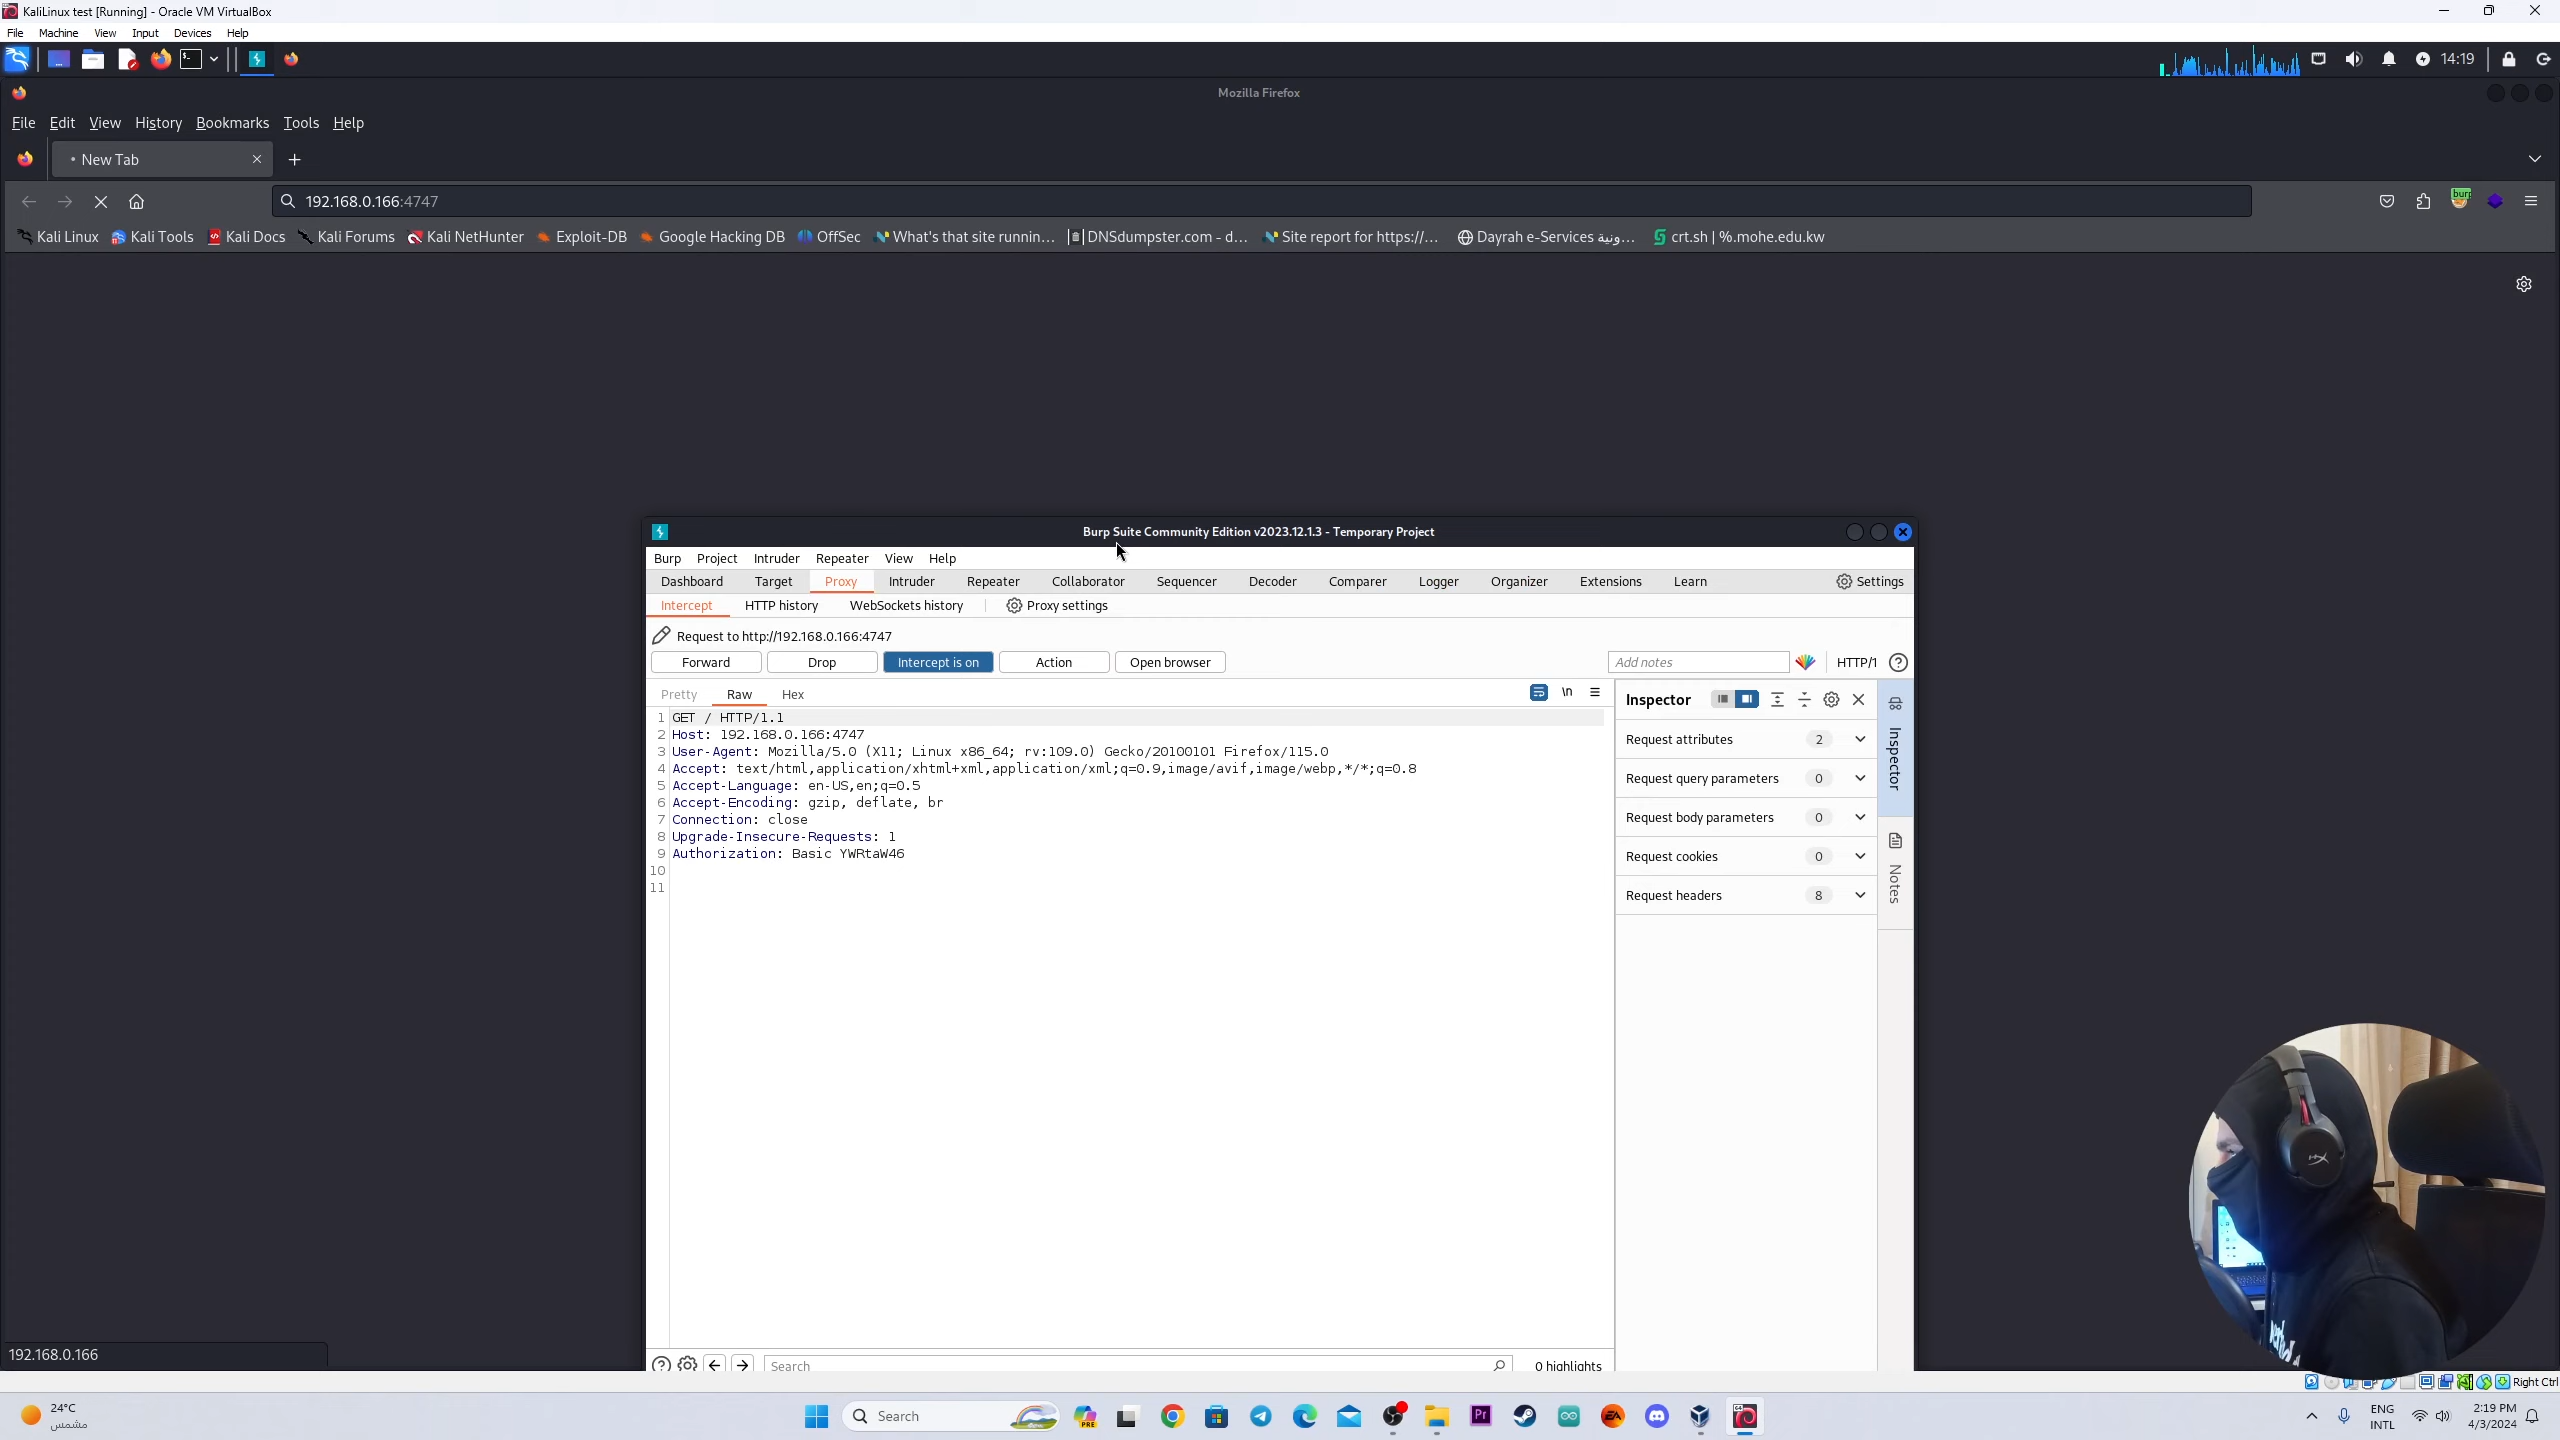 KaliLinux test [Running] - Oracle VM VirtualBox
File Machine View Input Devices Help
14:19
Mozilla Firefox
File Edit View History Bookmarks Tools Help
New Tab
192.168.0.166:4747
burp
Kali Linux Kali Tools Kali Docs Kali Forums Kali NetHunter Exploit-DB Google Hacking DB OffSec What's that site runnin... DNSdumpster.com - d... Site report for https://... Dayrah e-Services ونية... crt.sh | %.mohe.edu.kw
Burp Suite Community Edition v2023.12.1.3 - Temporary Project
Burp Project Intruder Repeater View Help
Dashboard Target Proxy Intruder Repeater Collaborator Sequencer Decoder Comparer Logger Organizer Extensions Learn Settings
Intercept HTTP history WebSockets history Proxy settings
Request to http://192.168.0.166:4747
Forward Drop Intercept is on Action Open browser Add notes HTTP/1
Pretty Raw Hex \n
Inspector
1 GET / HTTP/1.1
2 Host: 192.168.0.166:4747
3 User-Agent: Mozilla/5.0 (X11; Linux x86_64; rv:109.0) Gecko/20100101 Firefox/115.0
4 Accept: text/html,application/xhtml+xml,application/xml;q=0.9,image/avif,image/webp,*/*;q=0.8
5 Accept-Language: en-US,en;q=0.5
6 Accept-Encoding: gzip, deflate, br
7 Connection: close
8 Upgrade-Insecure-Requests: 1
9 Authorization: Basic YWRtaW46
10
11
Request attributes 2
Request query parameters 0
Request body parameters 0
Request cookies 0
Request headers 8
Inspector
Notes
192.168.0.166
Search 0 highlights
Right Ctrl
24°C
مشمس
Search
PRE
Pr
EA
ENG
INTL
2:19 PM
4/3/2024